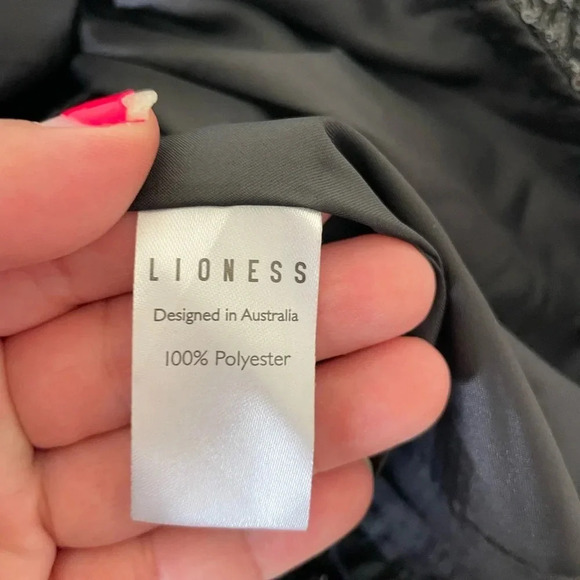 LIONESS
Designed in Australia
100% Polyester